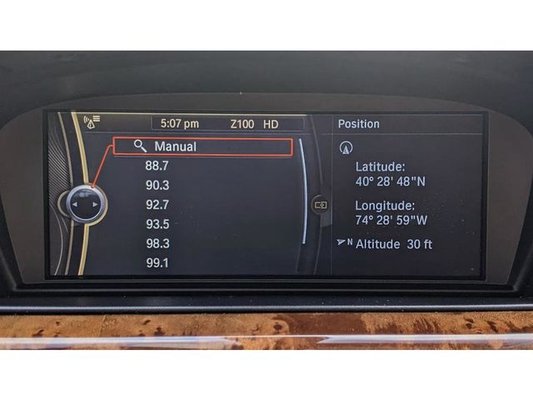 5:07 pm Z100 HD
Manual
88.7
90.3
92.7
93.5
98.3
99.1
Position
Latitude:
40° 28' 48"N
Longitude:
74° 28' 59"W
N Altitude 30 ft